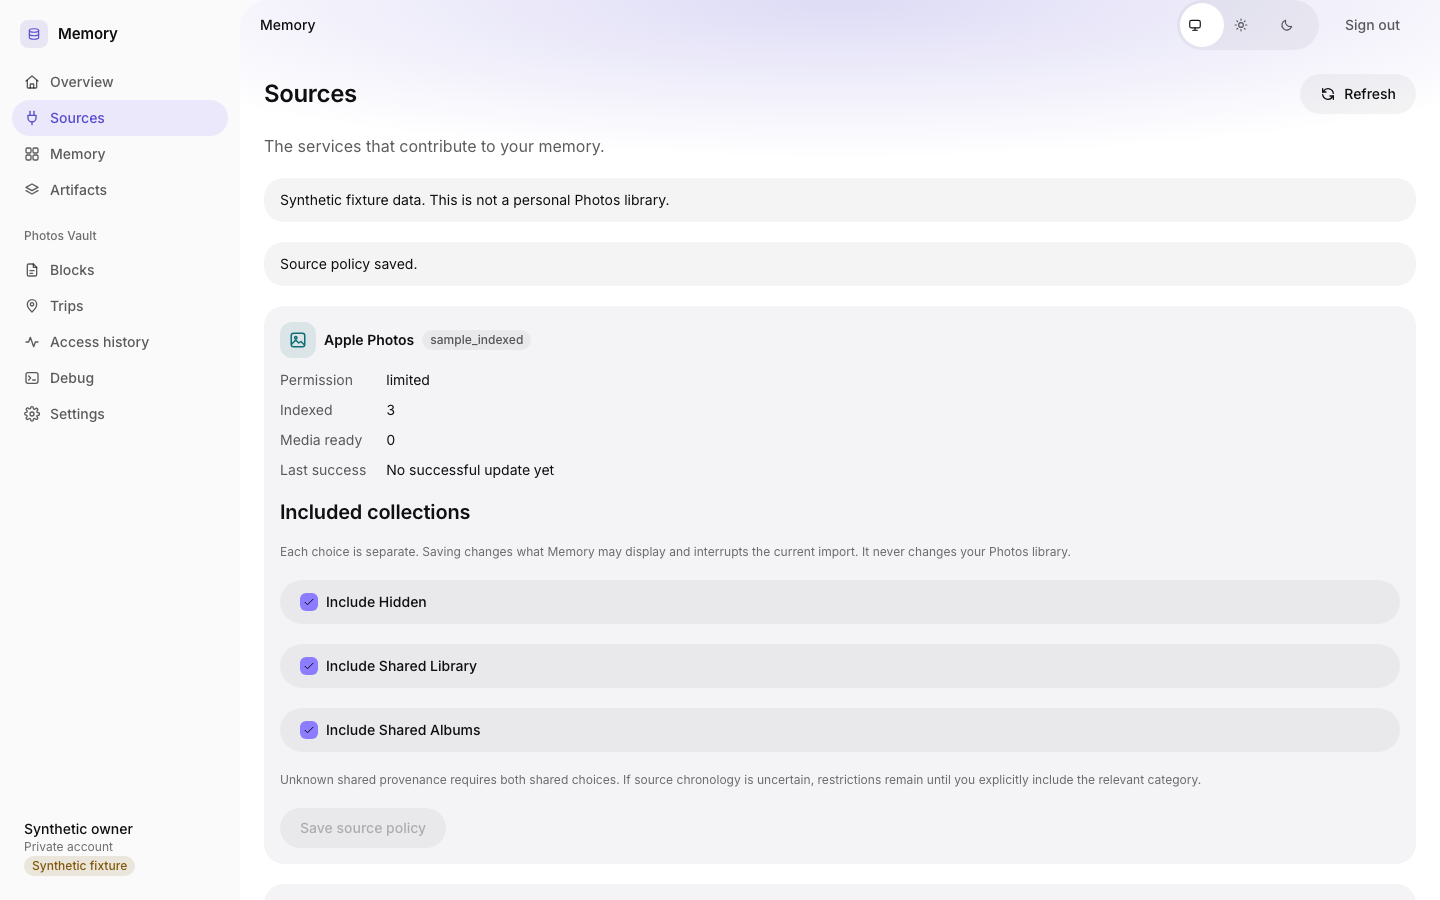 Memory
Overview
Sources
Memory
Artifacts
Photos Vault
Blocks
Trips
Access history
Debug
Settings
Synthetic owner
Private account
Synthetic fixture
Memory
Sign out
Sources
Refresh
The services that contribute to your memory.
Synthetic fixture data. This is not a personal Photos library.
Source policy saved.
Apple Photos sample_indexed
Permission limited
Indexed 3
Media ready 0
Last success No successful update yet
Included collections
Each choice is separate. Saving changes what Memory may display and interrupts the current import. It never changes your Photos library.
Include Hidden
Include Shared Library
Include Shared Albums
Unknown shared provenance requires both shared choices. If source chronology is uncertain, restrictions remain until you explicitly include the relevant category.
Save source policy